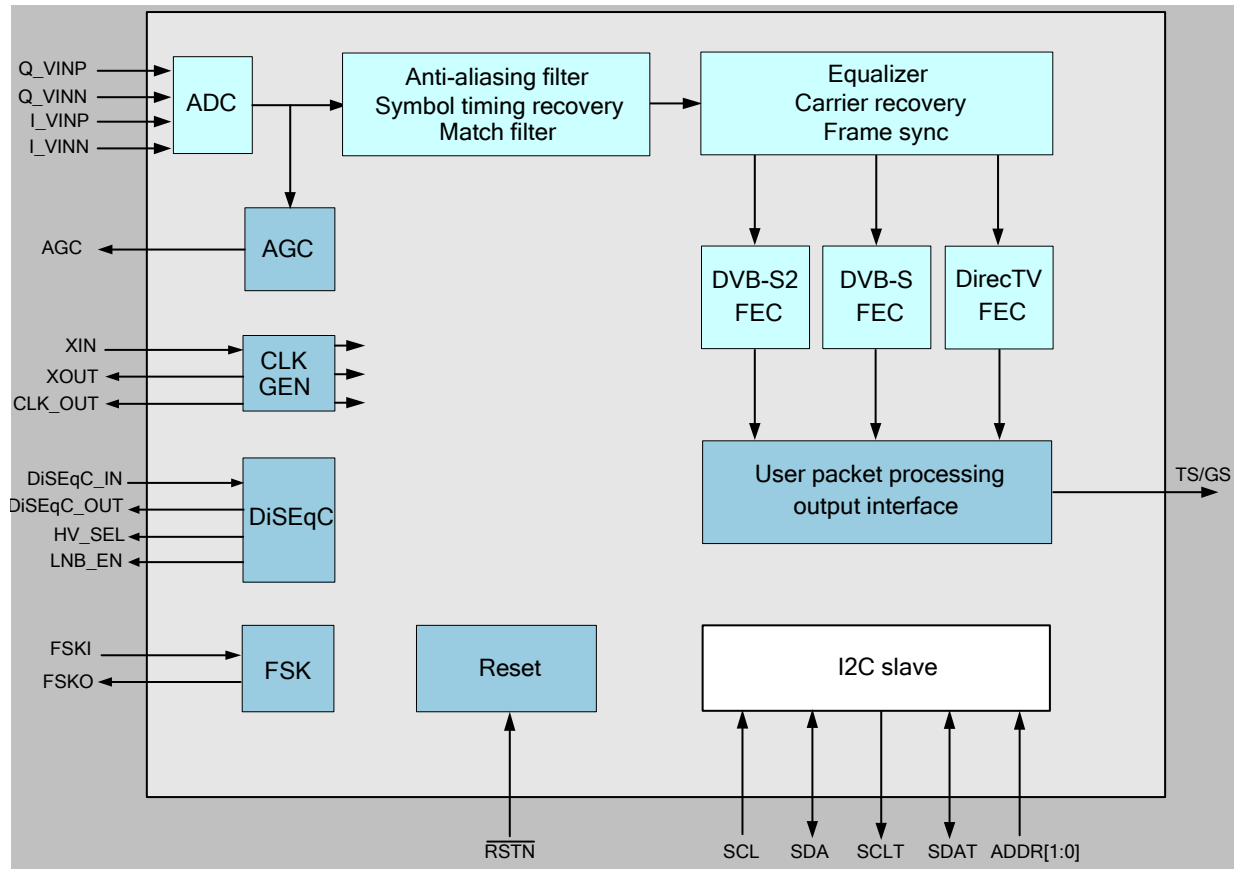 Q_VINP
Q_VINN
I_VINP
I_VINN
ADC
Anti-aliasing filter
Symbol timing recovery
Match filter
Equalizer
Carrier recovery
Frame sync
AGC
AGC
DVB-S2
FEC
DVB-S
FEC
DirecTV
FEC
XIN
XOUT
CLK_OUT
CLK
GEN
DiSEqC_IN
DiSEqC_OUT
HV_SEL
LNB_EN
DiSEqC
User packet processing
output interface
TS/GS
FSKI
FSKO
FSK
Reset
I2C slave
RSTN
SCL
SDA
SCLT
SDAT
ADDR[1:0]